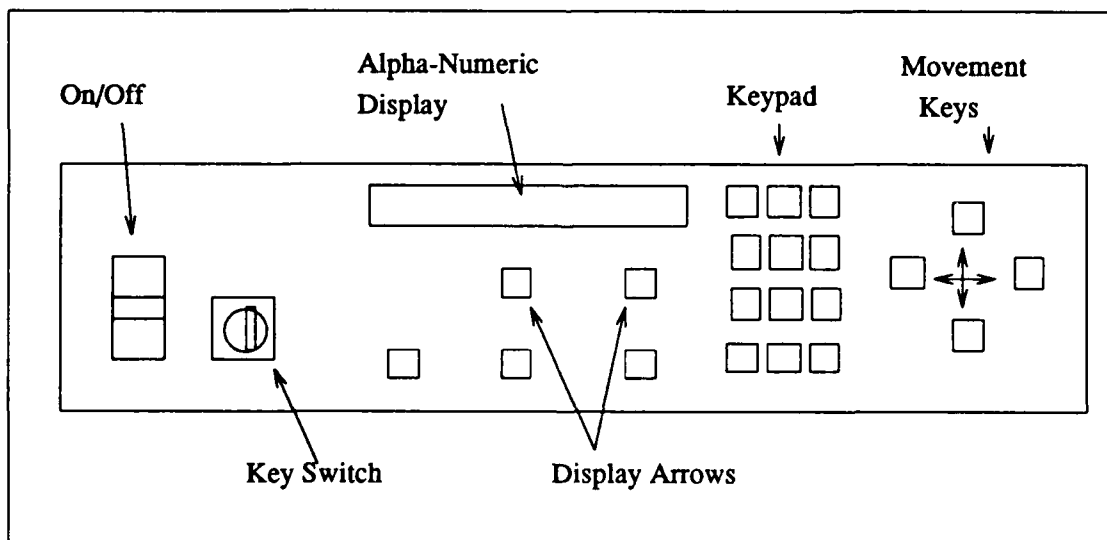 On/Off
Alpha-Numeric
Display
Keypad
Movement
Keys
Key Switch
Display Arrows